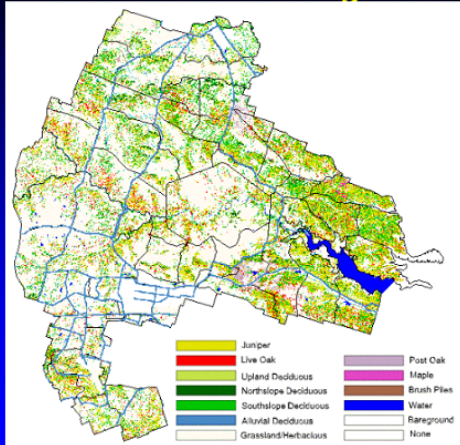 Juniper
Live Oak
Upland Deciduous
Northslope Deciduous
Southslope Deciduous
Alluvial Deciduous
Grassland/Herbacious
Post Oak
Maple
Brush Piles
Water
Bareground
None